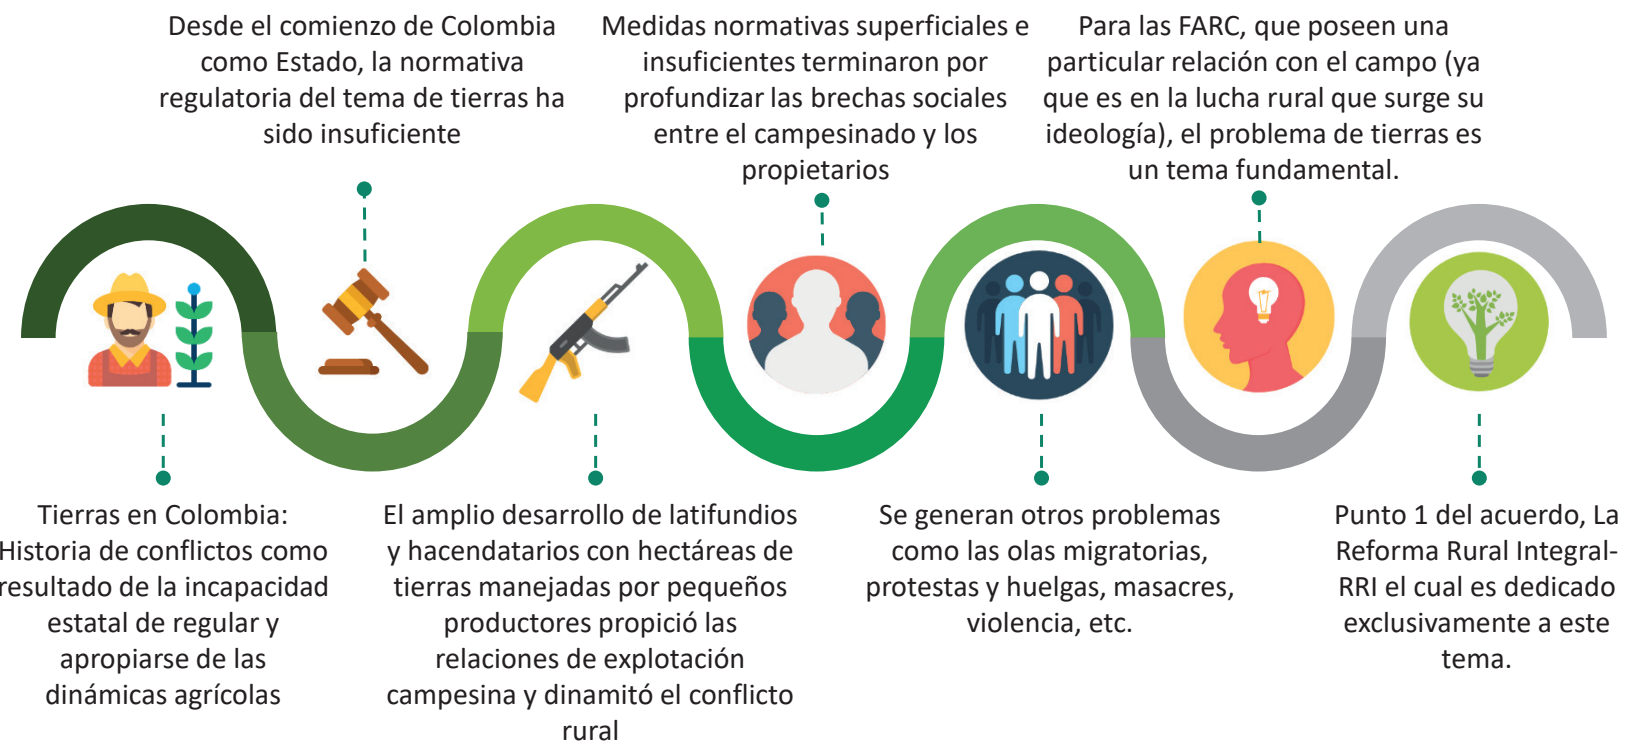 Tierras en Colombia:
Historia de conflictos como
resultado de la incapacidad
estatal de regular y
apropiarse de las
dinámicas agrícolas
Desde el comienzo de Colombia
como Estado, la normativa
regulatoria del tema de tierras ha
sido insuficiente
El amplio desarrollo de latifundios
y hacendatarios con hectáreas de
tierras manejadas por pequeños
productores propició las
relaciones de explotación
campesina y dinamitó el conflicto
rural
Medidas normativas superficiales e
insuficientes terminaron por
profundizar las brechas sociales
entre el campesinado y los
propietarios
Se generan otros problemas
como las olas migratorias,
protestas y huelgas, masacres,
violencia, etc.
Para las FARC, que poseen una
particular relación con el campo (ya
que es en la lucha rural que surge su
ideología), el problema de tierras es
un tema fundamental.
Punto 1 del acuerdo, La
Reforma Rural Integral-
RRI el cual es dedicado
exclusivamente a este
tema.